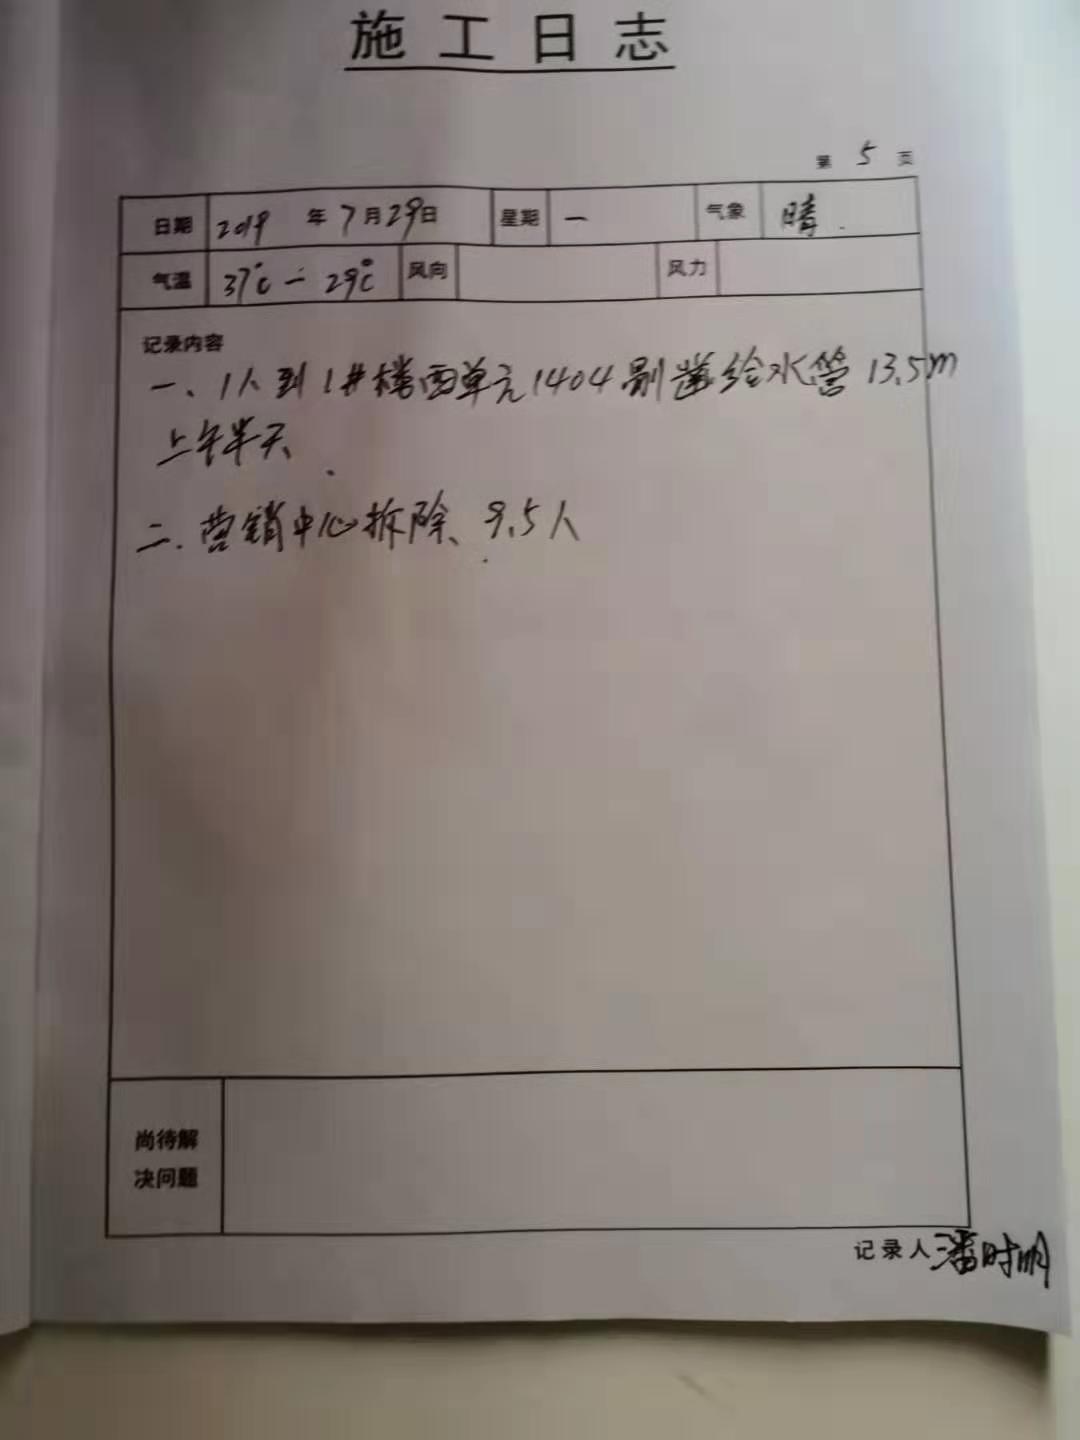 施工日志
第 5 页
日期 2019 年 7 月 29 日 星期 一 气象 晴.
气温 37℃ — 29℃ 风向 风力
记录内容
一、1人到1#楼西单元1404剔凿给水管13.5m
上午半天.
二.营销中心拆除、9.5人
尚待解
决问题
记录人 潘时明